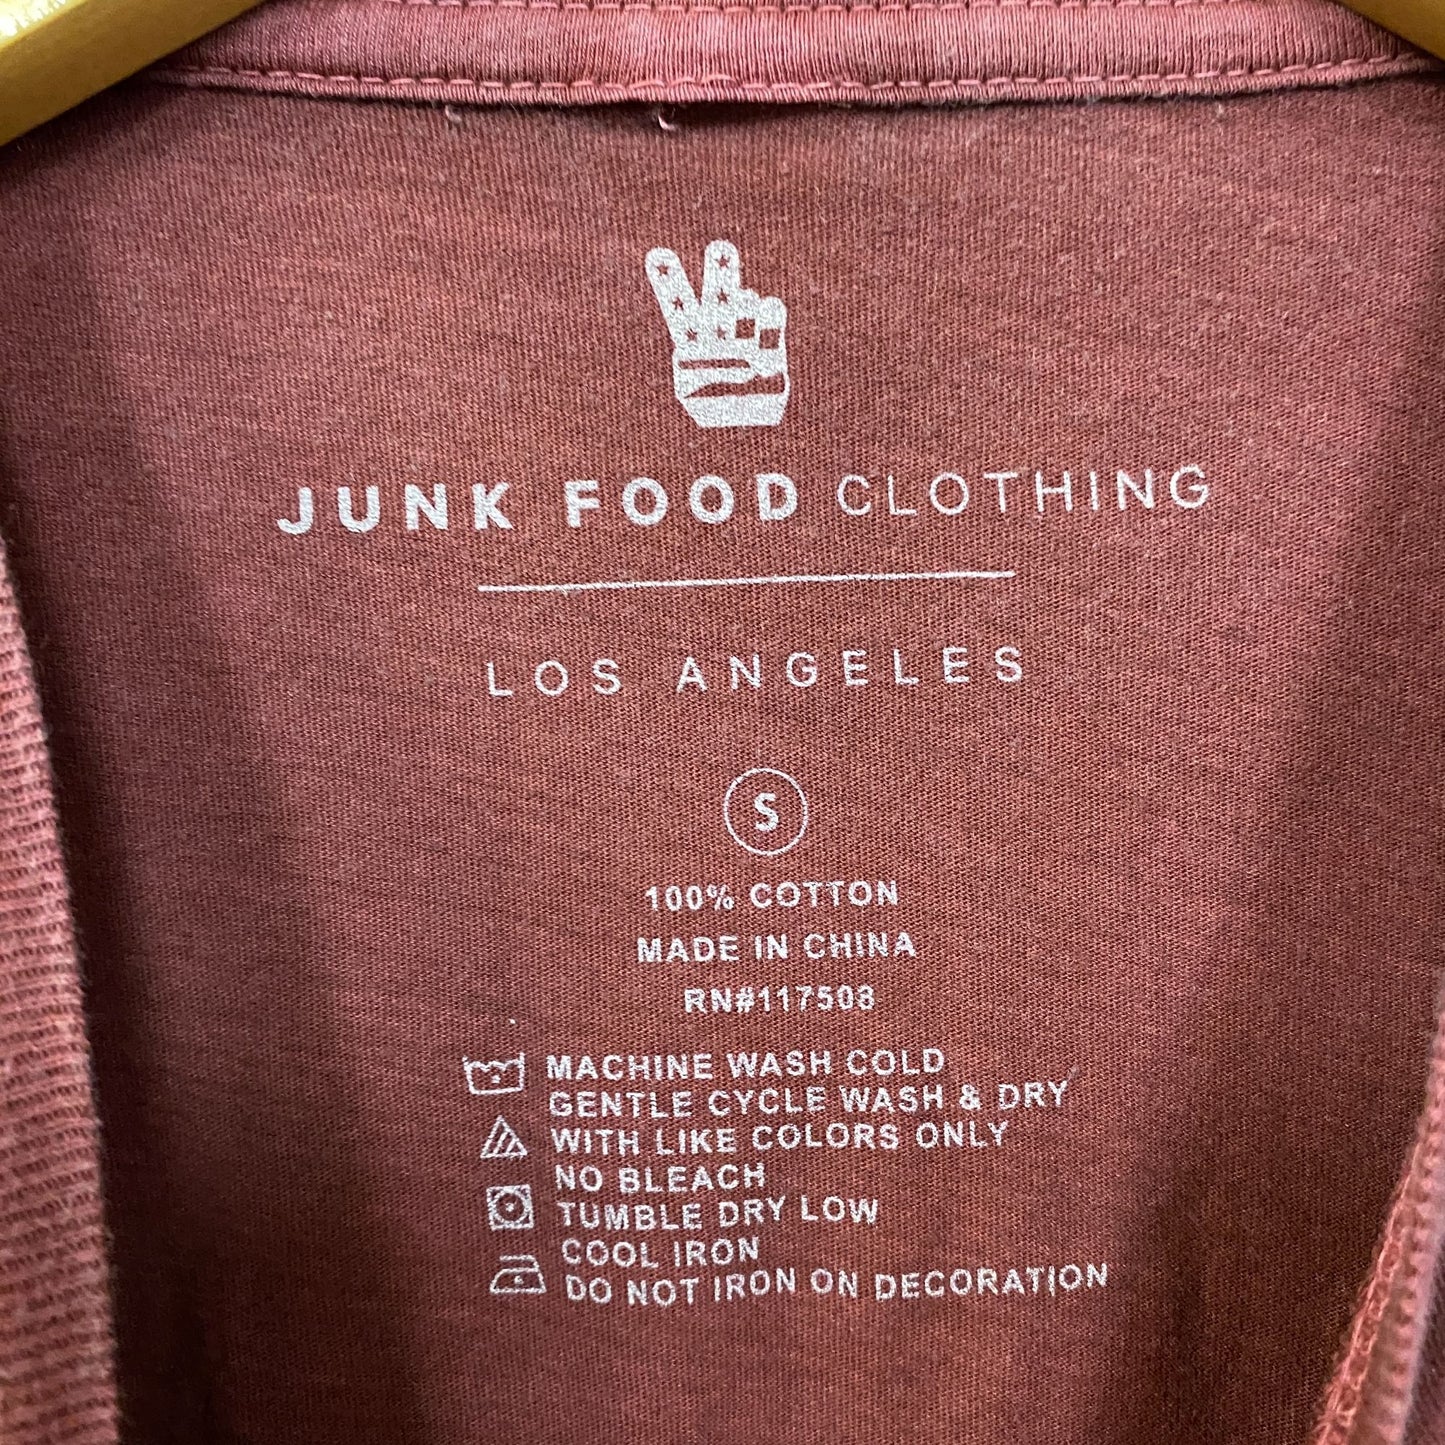 JUNK FOOD CLOTHING
LOS ANGELES
S
100% COTTON
MADE IN CHINA
RN#117508
MACHINE WASH COLD
GENTLE CYCLE WASH & DRY
WITH LIKE COLORS ONLY
NO BLEACH
TUMBLE DRY LOW
COOL IRON
DO NOT IRON ON DECORATION